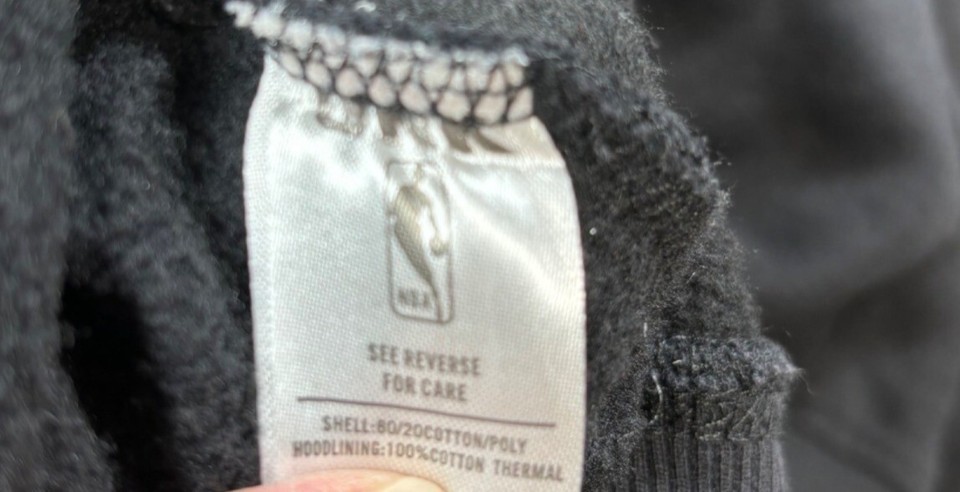 NBA
SEE REVERSE
FOR CARE
SHELL:80/20COTTON/POLY
HOODLINING:100%COTTON THERMAL